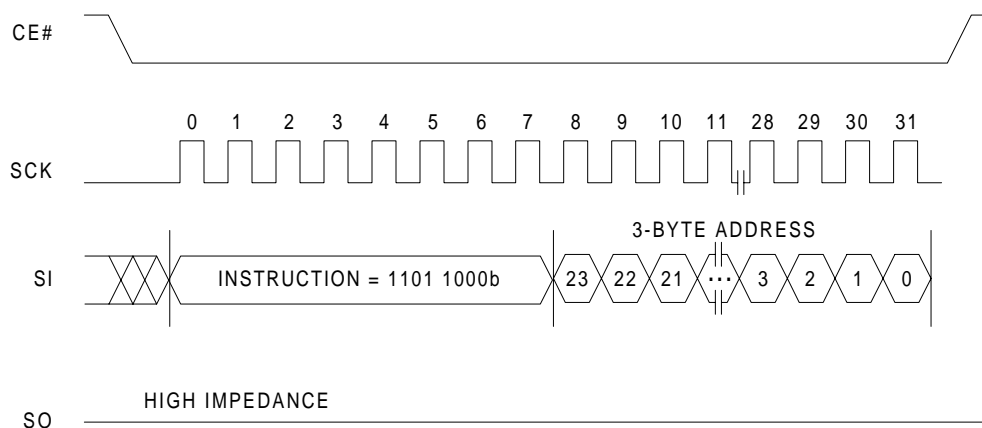 CE#
0 1 2 3 4 5 6 7 8 9 10 11 28 29 30 31
SCK
3-BYTE ADDRESS
SI INSTRUCTION = 1101 1000b 23 22 21 ... 3 2 1 0
HIGH IMPEDANCE
SO